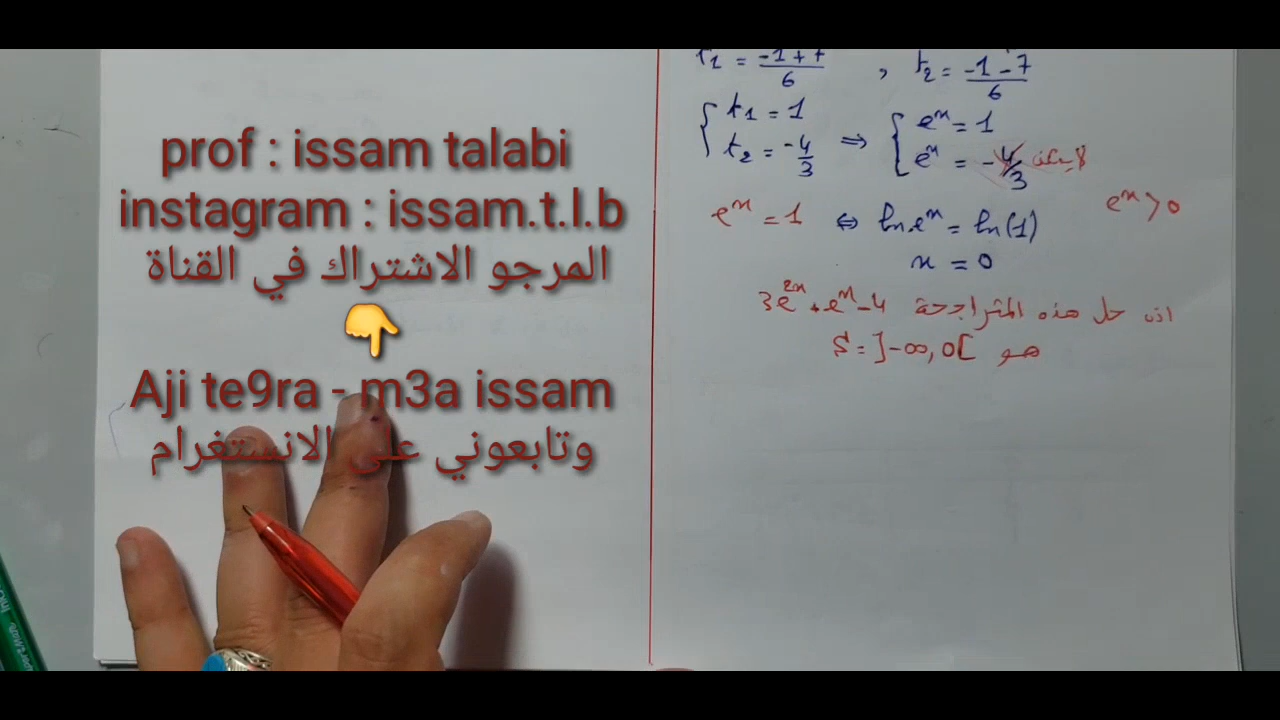 prof : issam talabi
instagram : issam.t.l.b
المرجو الاشتراك في القناة
👇
Aji te9ra - m3a issam
وتابعوني على الانستغرام
t₁ = (-1+7)/6 , t₂ = (-1-7)/6
{ t₁ = 1 ⇒ { eˣ = 1
t₂ = -4/3 eˣ = -4/3 لا يمكن
eˣ = 1 ⇔ ln eˣ = ln(1) eˣ > 0
x = 0
اذن حل هذه المتراجحة 3e²ˣ + eˣ - 4
هو S = ]-∞, 0[